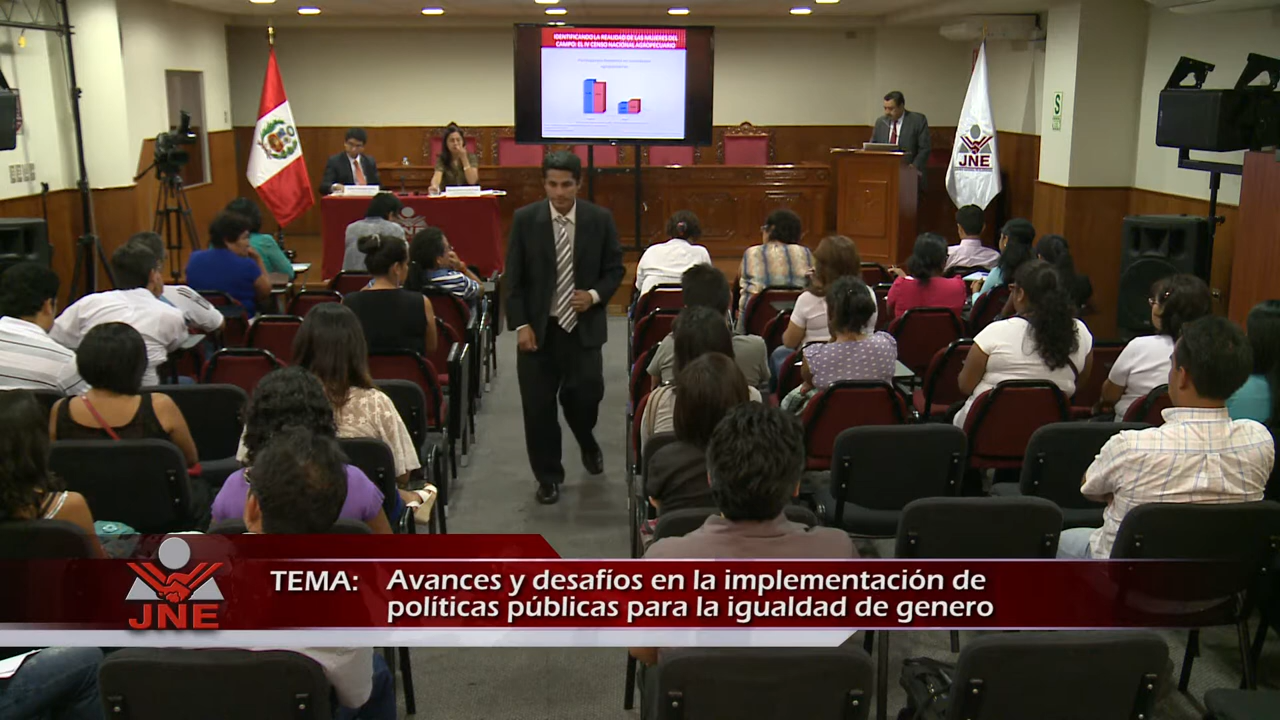 IDENTIFICANDO LA REALIDAD DE LAS MUJERES DEL
CAMPO: EL IV CENSO NACIONAL AGROPECUARIO
JNE
S
TEMA: Avances y desafíos en la implementación de
políticas públicas para la igualdad de genero
JNE